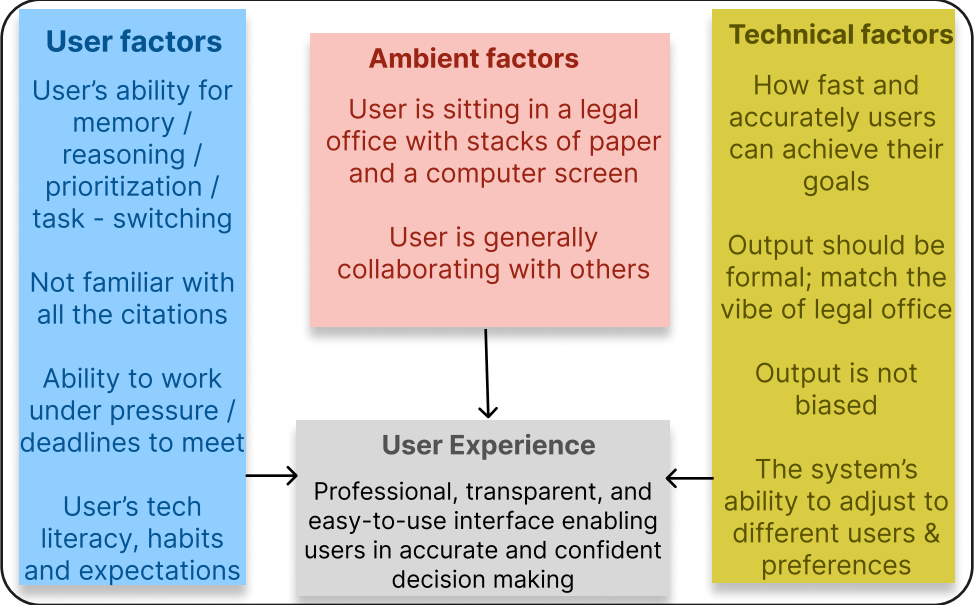 User factors
User’s ability for
memory /
reasoning /
prioritization /
task - switching
Not familiar with
all the citations
Ability to work
under pressure /
deadlines to meet
User’s tech
literacy, habits
and expectations
Ambient factors
User is sitting in a legal
office with stacks of paper
and a computer screen
User is generally
collaborating with others
Technical factors
How fast and
accurately users
can achieve their
goals
Output should be
formal; match the
vibe of legal office
Output is not
biased
The system’s
ability to adjust to
different users &
preferences
User Experience
Professional, transparent, and
easy-to-use interface enabling
users in accurate and confident
decision making